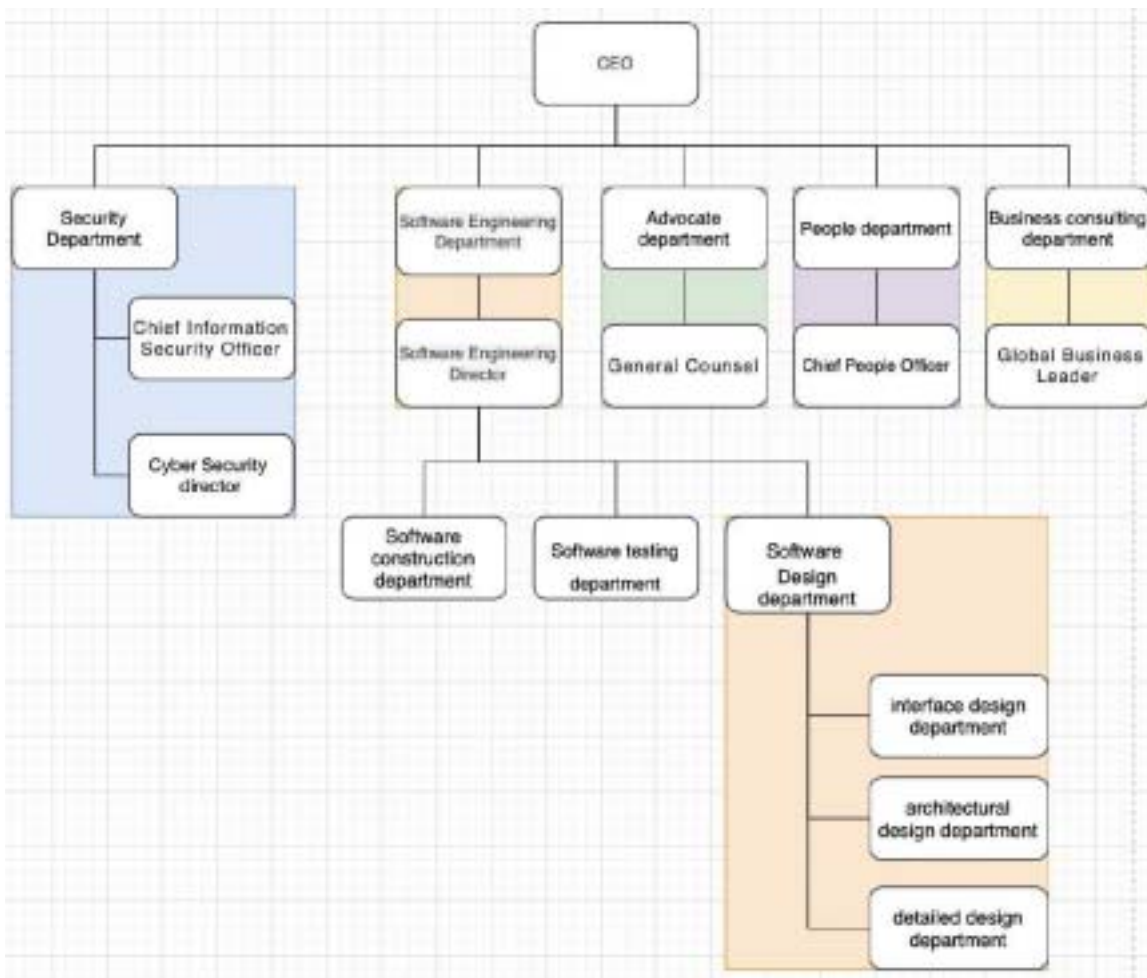 CEO
Security
Department
Software Engineering
Department
Advocate
department
People department
Business consulting
department
Chief Information
Security Officer
Software Engineering
Director
General Counsel
Chief People Officer
Global Business
Leader
Cyber Security
director
Software
construction
department
Software testing
department
Software
Design
department
interface design
department
architectural
design department
detailed design
department